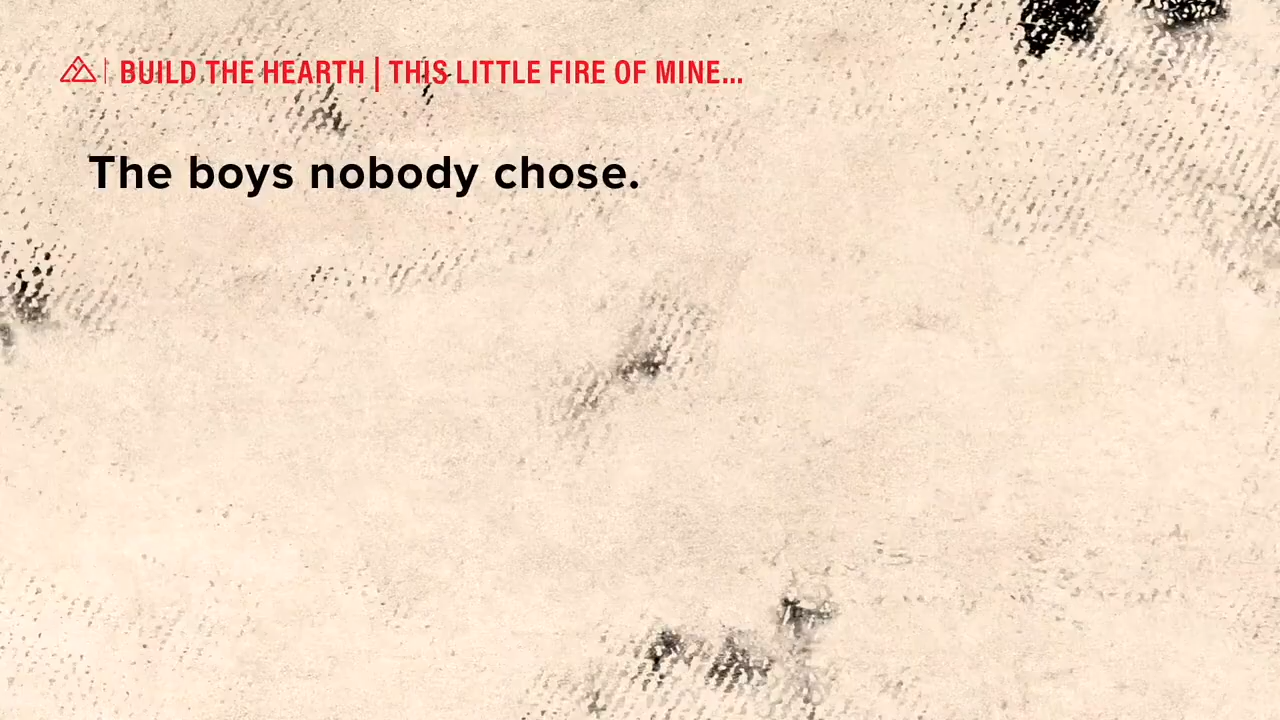 BUILD THE HEARTH | THIS LITTLE FIRE OF MINE...
The boys nobody chose.